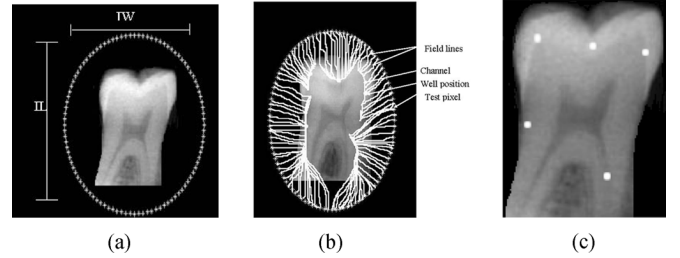 IW
IL
Field lines
Channel
Well position
Test pixel
(a)
(b)
(c)